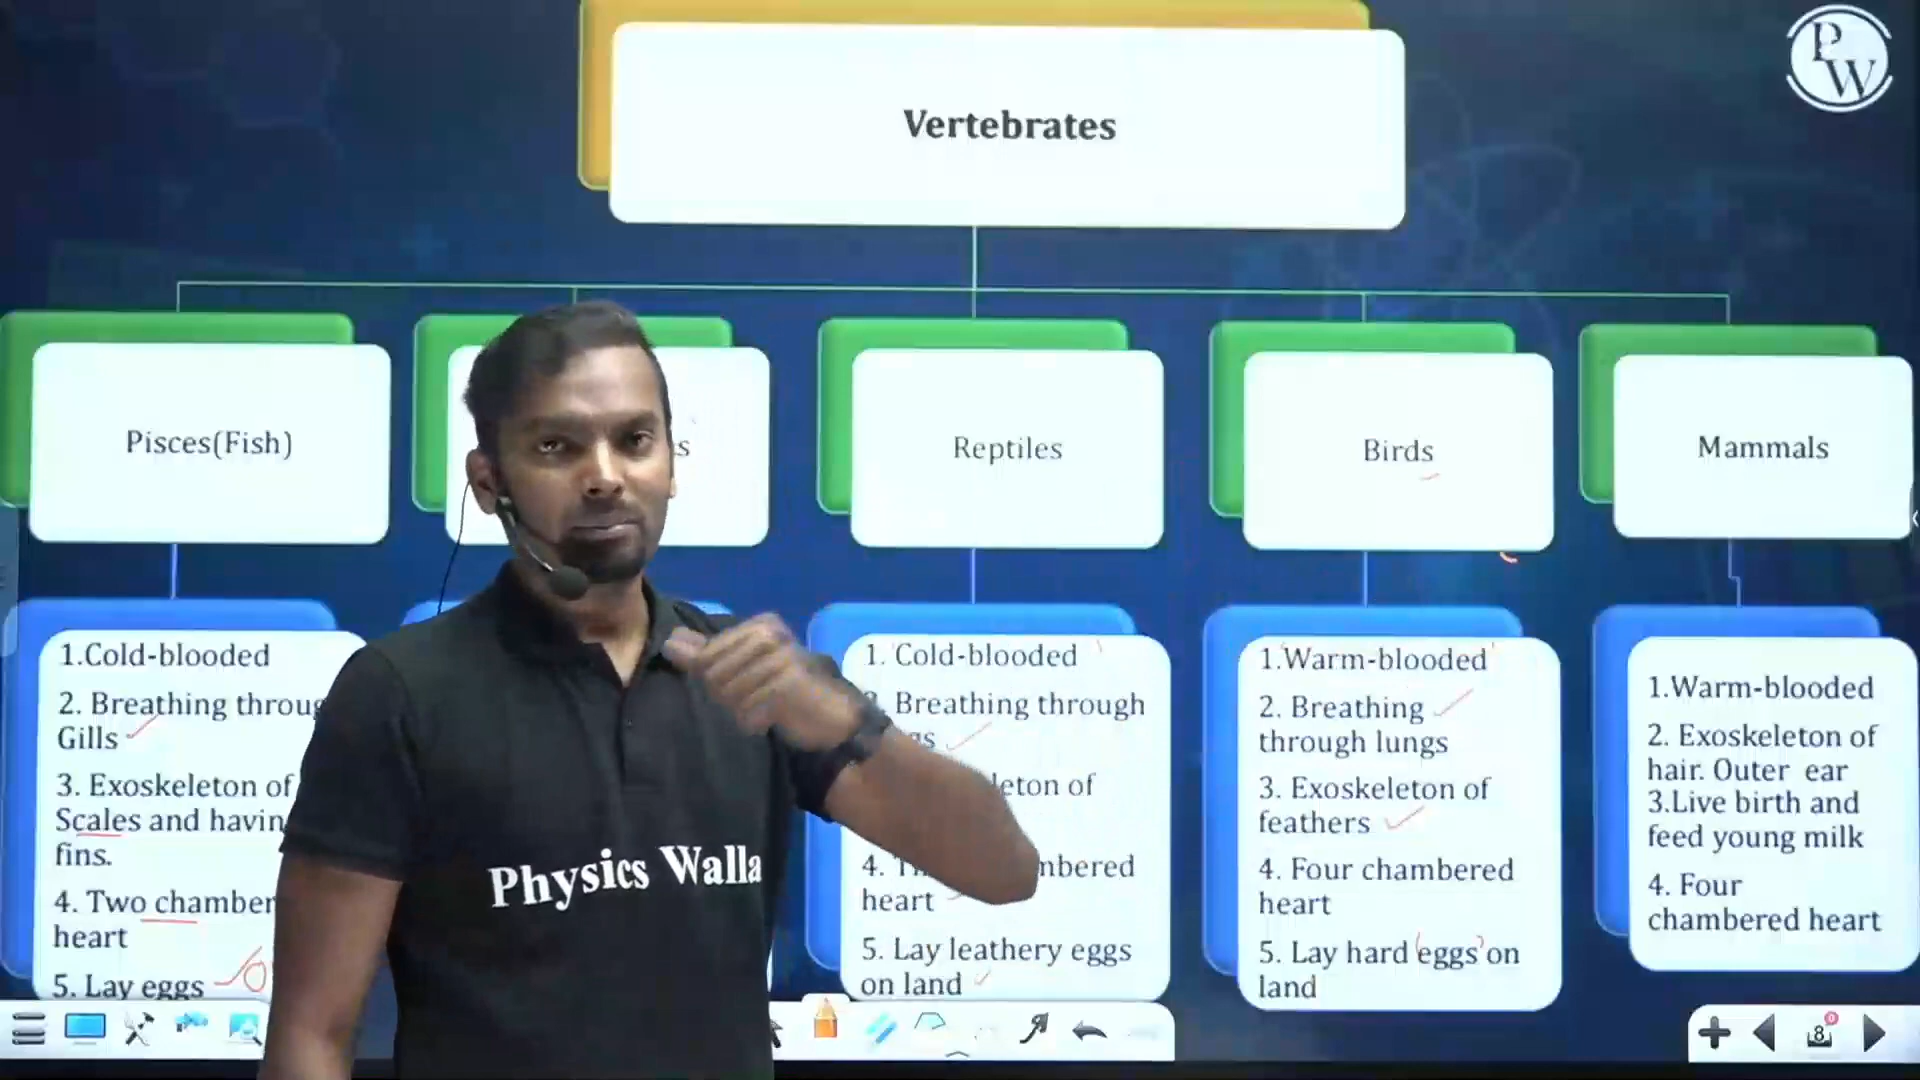 PW
Vertebrates
Pisces(Fish)
Reptiles
Birds
Mammals
1.Cold-blooded
2. Breathing
Gills
3. Exoskeleton of
Scales and
fins.
4. Two
heart
5. Lay eggs
1. Cold-blooded
Breathing through
of
4.
heart
5. Lay leathery eggs
on land
1.Warm-blooded
2. Breathing
through lungs
3. Exoskeleton of
feathers
4. Four chambered
heart
5. Lay hard eggs on
land
1.Warm-blooded
2. Exoskeleton of
hair. Outer ear
3.Live birth and
feed young milk
4. Four
chambered heart
Physics Walla
8